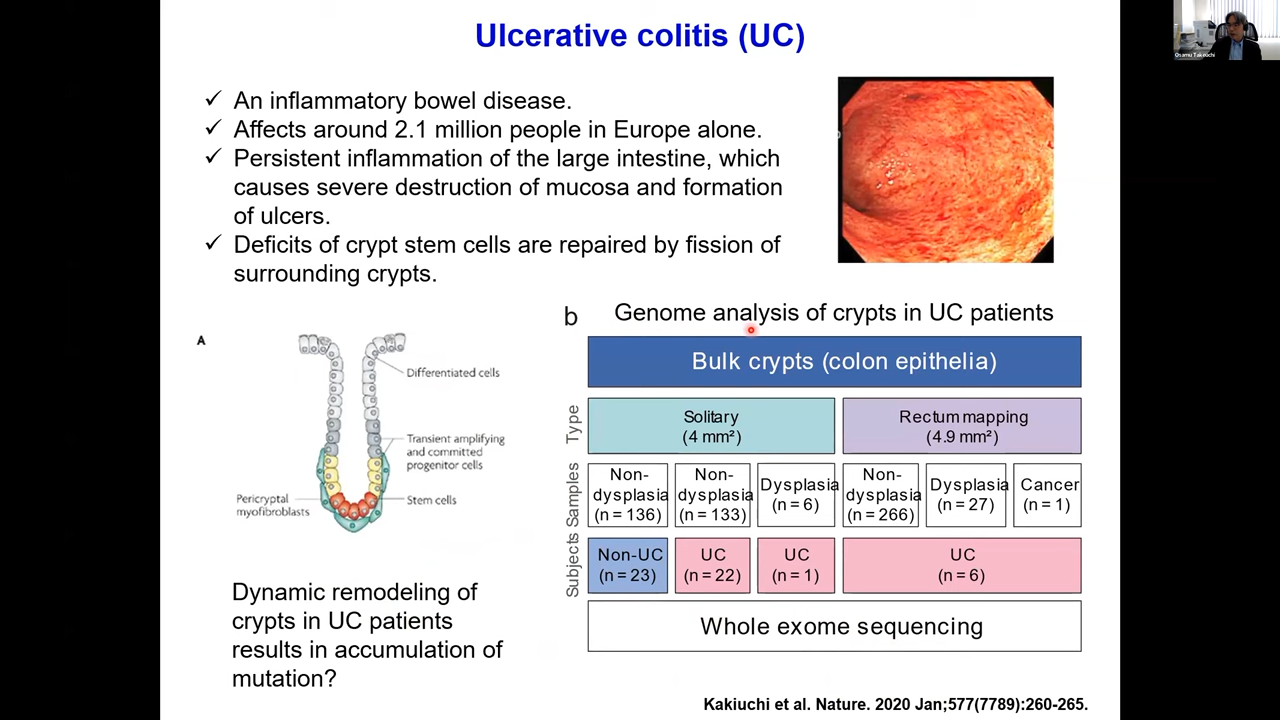 Ulcerative colitis (UC)
Osamu Takeuchi
✓ An inflammatory bowel disease.
✓ Affects around 2.1 million people in Europe alone.
✓ Persistent inflammation of the large intestine, which
causes severe destruction of mucosa and formation
of ulcers.
✓ Deficits of crypt stem cells are repaired by fission of
surrounding crypts.
A
Differentiated cells
Transient amplifying
and committed
progenitor cells
Pericryptal
myofibroblasts
Stem cells
Dynamic remodeling of
crypts in UC patients
results in accumulation of
mutation?
b
Genome analysis of crypts in UC patients
Bulk crypts (colon epithelia)
Type
Solitary
(4 mm²)
Rectum mapping
(4.9 mm²)
Samples
Non-
dysplasia
(n = 136)
Non-
dysplasia
(n = 133)
Dysplasia
(n = 6)
Non-
dysplasia
(n = 266)
Dysplasia
(n = 27)
Cancer
(n = 1)
Subjects
Non-UC
(n = 23)
UC
(n = 22)
UC
(n = 1)
UC
(n = 6)
Whole exome sequencing
Kakiuchi et al. Nature. 2020 Jan;577(7789):260-265.